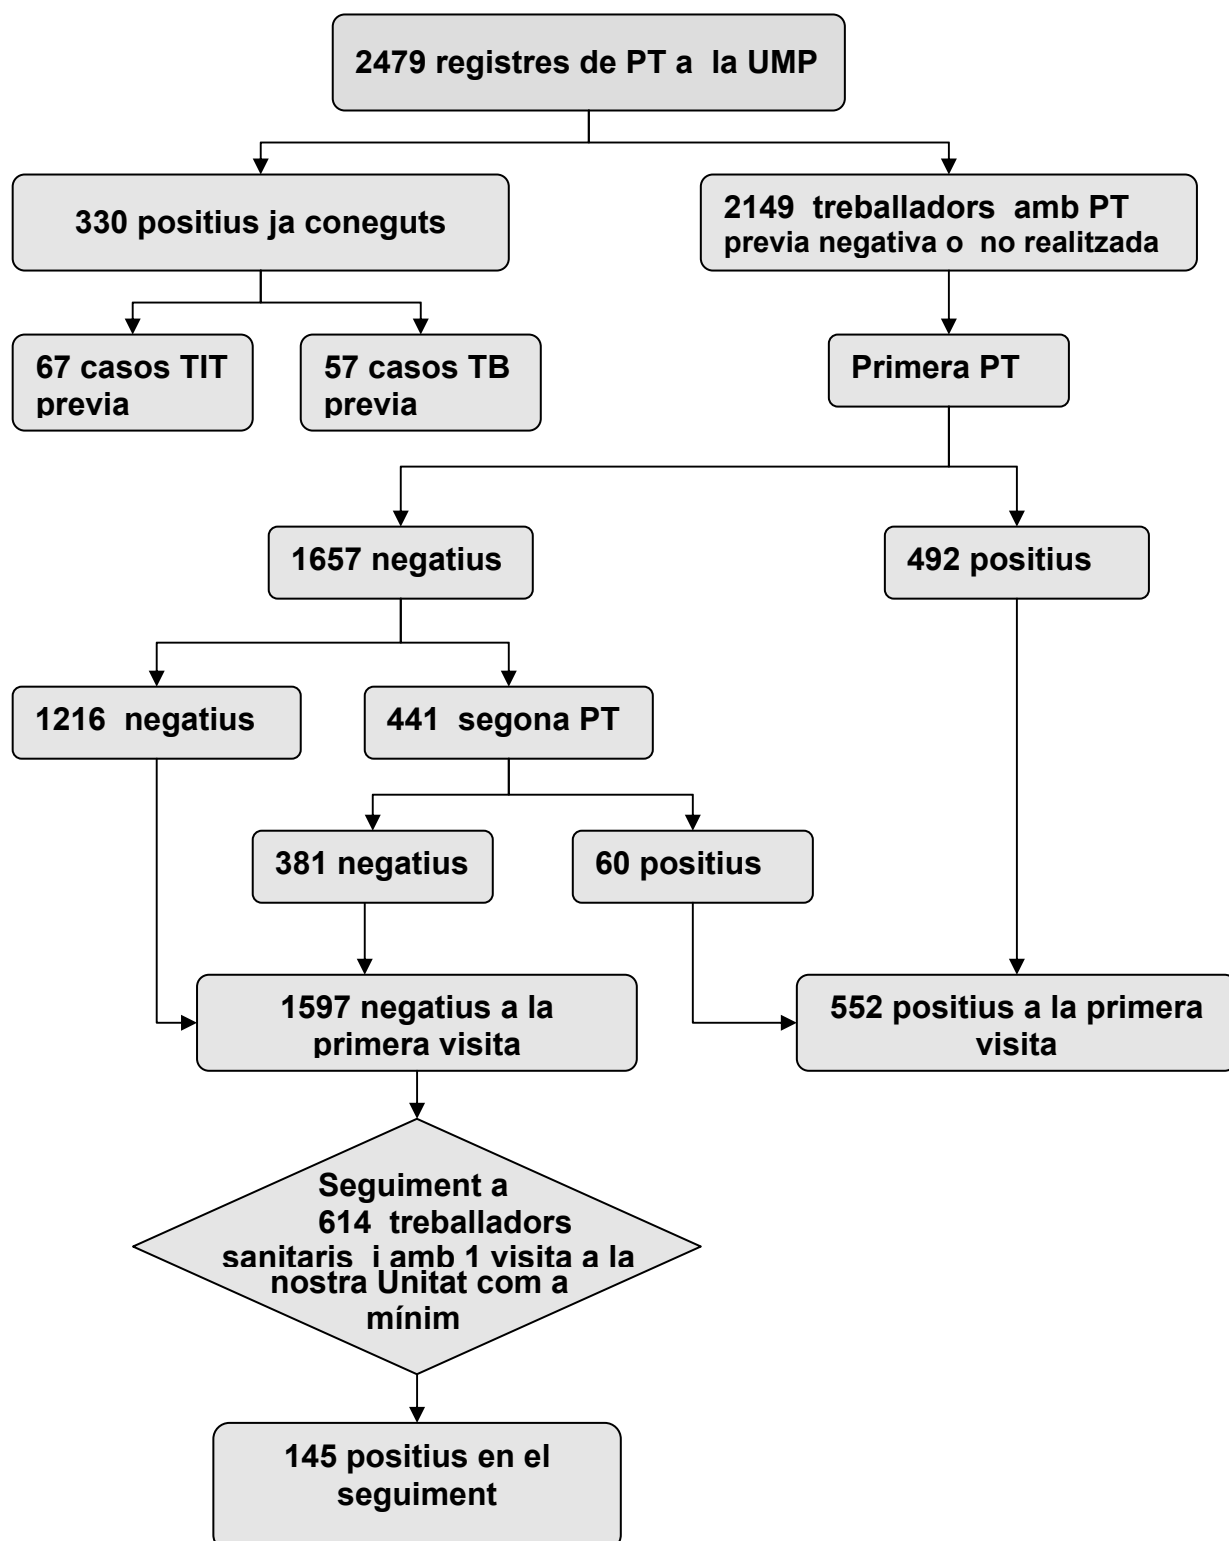 2479 registres de PT a la UMP
330 positius ja coneguts
2149 treballadors amb PT
previa negativa o no realitzada
67 casos TIT
previa
57 casos TB
previa
Primera PT
1657 negatius
492 positius
1216 negatius
441 segona PT
381 negatius
60 positius
1597 negatius a la
primera visita
552 positius a la primera
visita
Seguiment a
614 treballadors
sanitaris i amb 1 visita a la
nostra Unitat com a
mínim
145 positius en el
seguiment